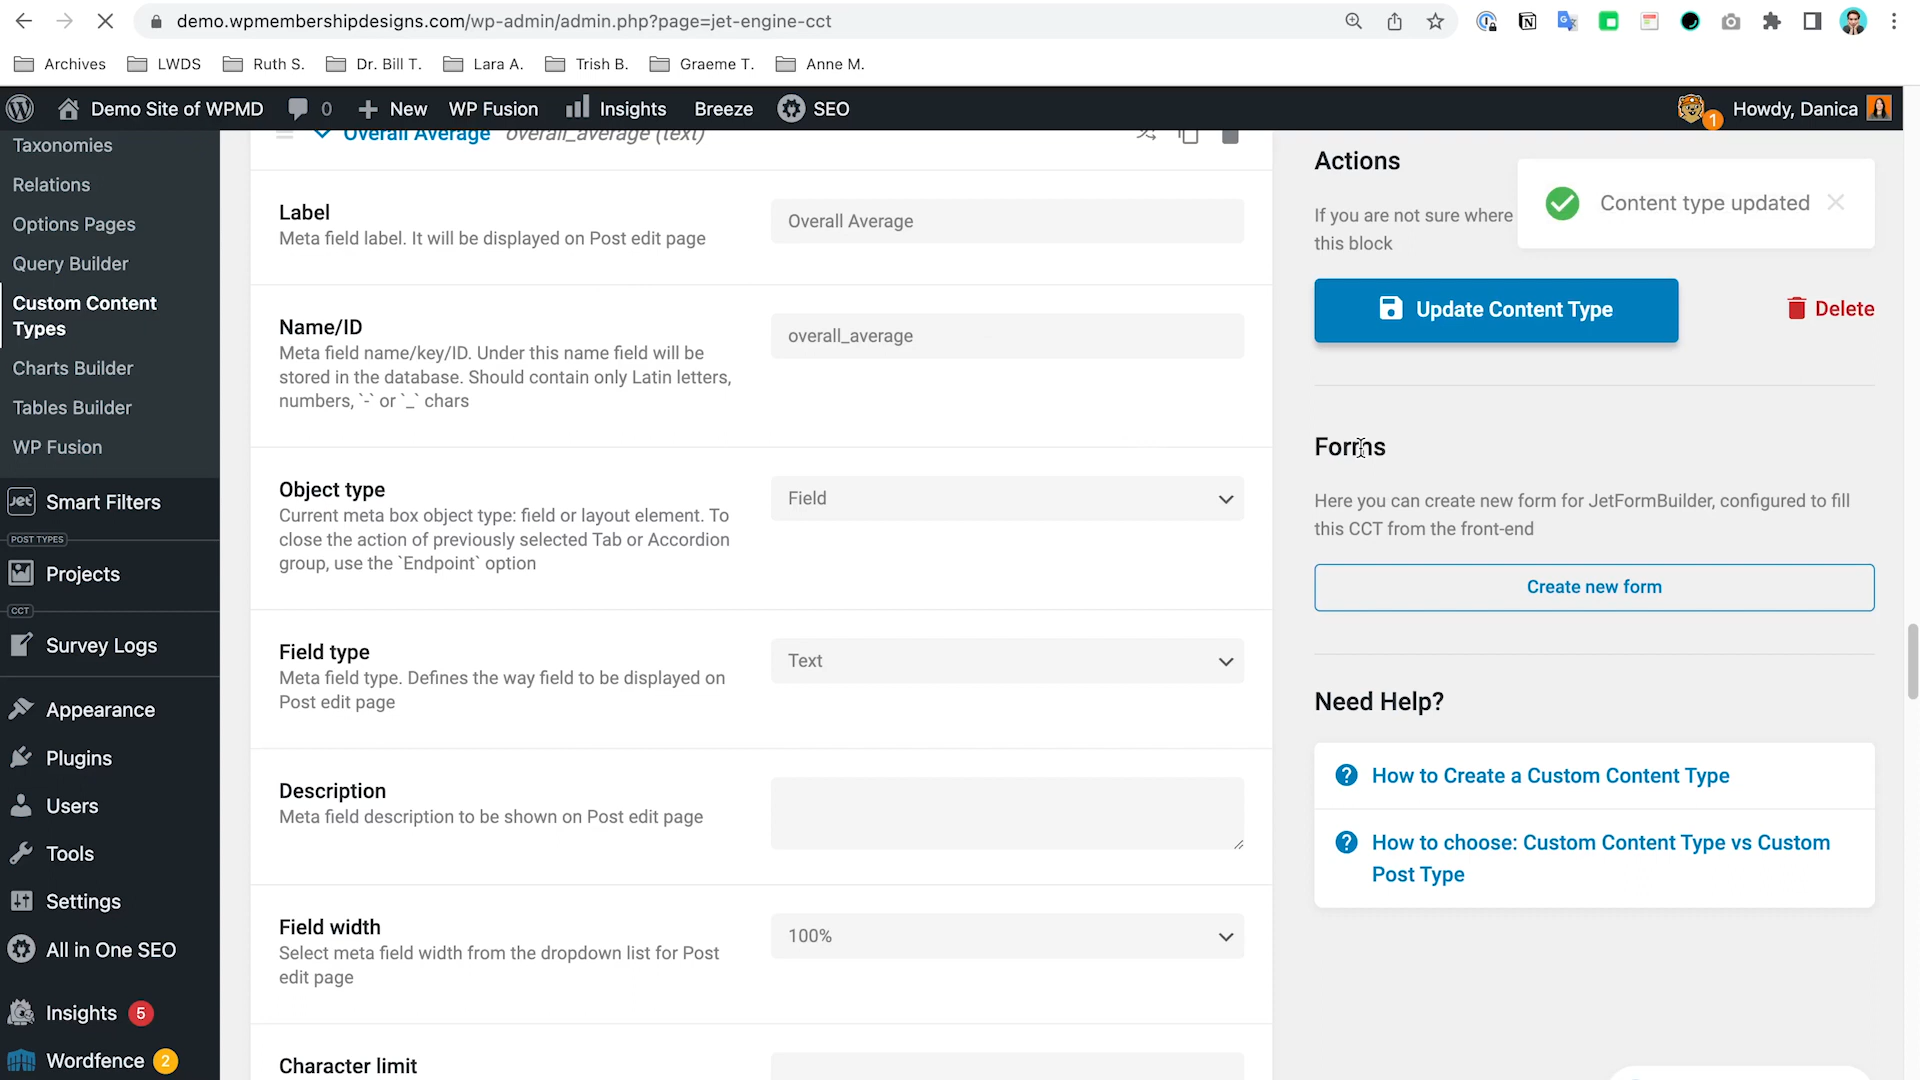 demo.wpmembershipdesigns.com/wp-admin/admin.php?page=jet-engine-cct
Archives LWDS Ruth S. Dr. Bill T. Lara A. Trish B. Graeme T. Anne M.
Demo Site of WPMD 0 New WP Fusion Insights Breeze SEO 1 Howdy, Danica
Taxonomies
Relations
Options Pages
Query Builder
Custom Content
Types
Charts Builder
Tables Builder
WP Fusion
Jet Smart Filters
POST TYPES
Projects
CCT
Survey Logs
Appearance
Plugins
Users
Tools
Settings
All in One SEO
Insights 5
Wordfence 2
Overall Average overall_average (text)
Label
Meta field label. It will be displayed on Post edit page
Overall Average
Name/ID
Meta field name/key/ID. Under this name field will be
stored in the database. Should contain only Latin letters,
numbers, `-` or `_` chars
overall_average
Object type
Current meta box object type: field or layout element. To
close the action of previously selected Tab or Accordion
group, use the `Endpoint` option
Field
Field type
Meta field type. Defines the way field to be displayed on
Post edit page
Text
Description
Meta field description to be shown on Post edit page
Field width
Select meta field width from the dropdown list for Post
edit page
100%
Character limit
Actions
If you are not sure where
this block
Content type updated
Update Content Type
Delete
Forms
Here you can create new form for JetFormBuilder, configured to fill
this CCT from the front-end
Create new form
Need Help?
How to Create a Custom Content Type
How to choose: Custom Content Type vs Custom
Post Type